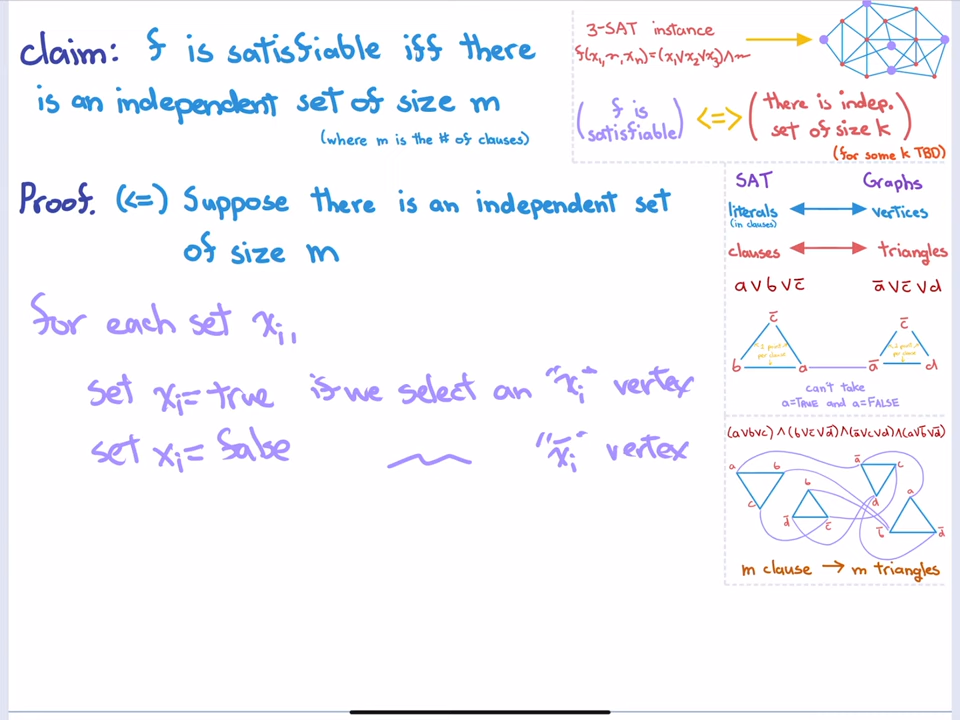 claim: f is satisfiable iff there
is an independent set of size m
(where m is the # of clauses)
Proof. (<=) Suppose there is an independent set
of size m
for each set xᵢ,
set xᵢ = true if we select an "xᵢ" vertex
set xᵢ = false "x̄ᵢ" vertex
3-SAT instance
f(x₁, ~, xₙ)=(x₁∨x₂∨x₃)∧~
(f is satisfiable) <=> (there is indep. set of size k)
(for some k TBD)
SAT Graphs
literals vertices
(in clauses)
clauses triangles
a∨b∨c̄ ā∨c̄∨d
c̄ c̄
1 point per clause
b a ā d
can't take
a=TRUE and a=FALSE
(a∨b∨c)∧(b∨c̄∨d̄)∧(ā∨c∨d)∧(a∨b̄∨d̄)
a b ā c
b a
c d
d̄ c̄ b̄ d̄
m clause → m triangles